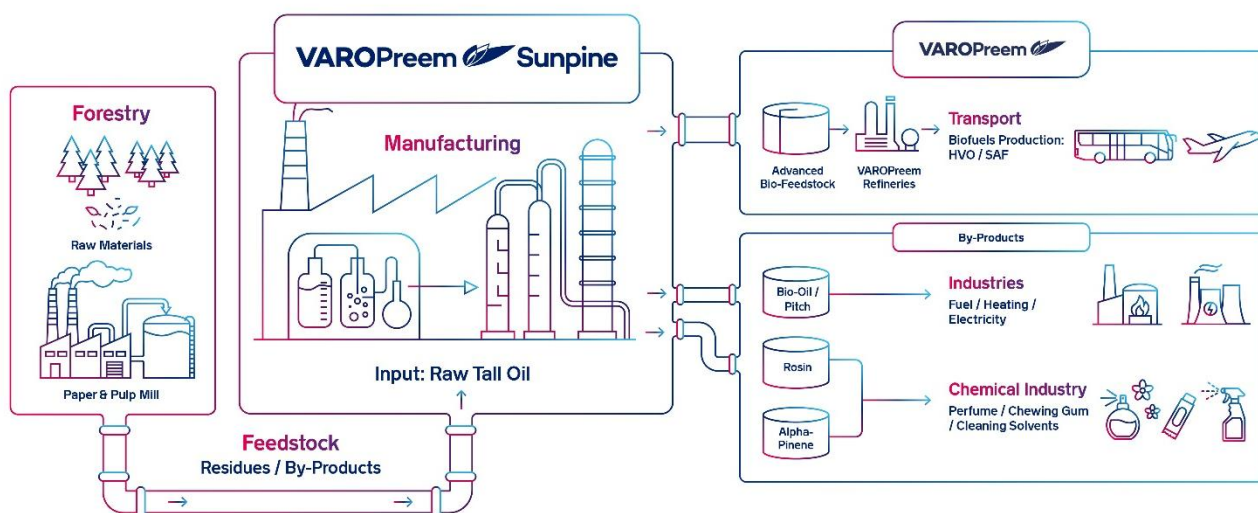 Forestry
Raw Materials
Paper & Pulp Mill
Feedstock
Residues / By-Products
VAROPreem Sunpine
Manufacturing
Input: Raw Tall Oil
VAROPreem
Advanced
Bio-Feedstock
VAROPreem
Refineries
Transport
Biofuels Production:
HVO / SAF
By-Products
Bio-Oil /
Pitch
Industries
Fuel / Heating /
Electricity
Rosin
Alpha-
Pinene
Chemical Industry
Perfume / Chewing Gum
/ Cleaning Solvents